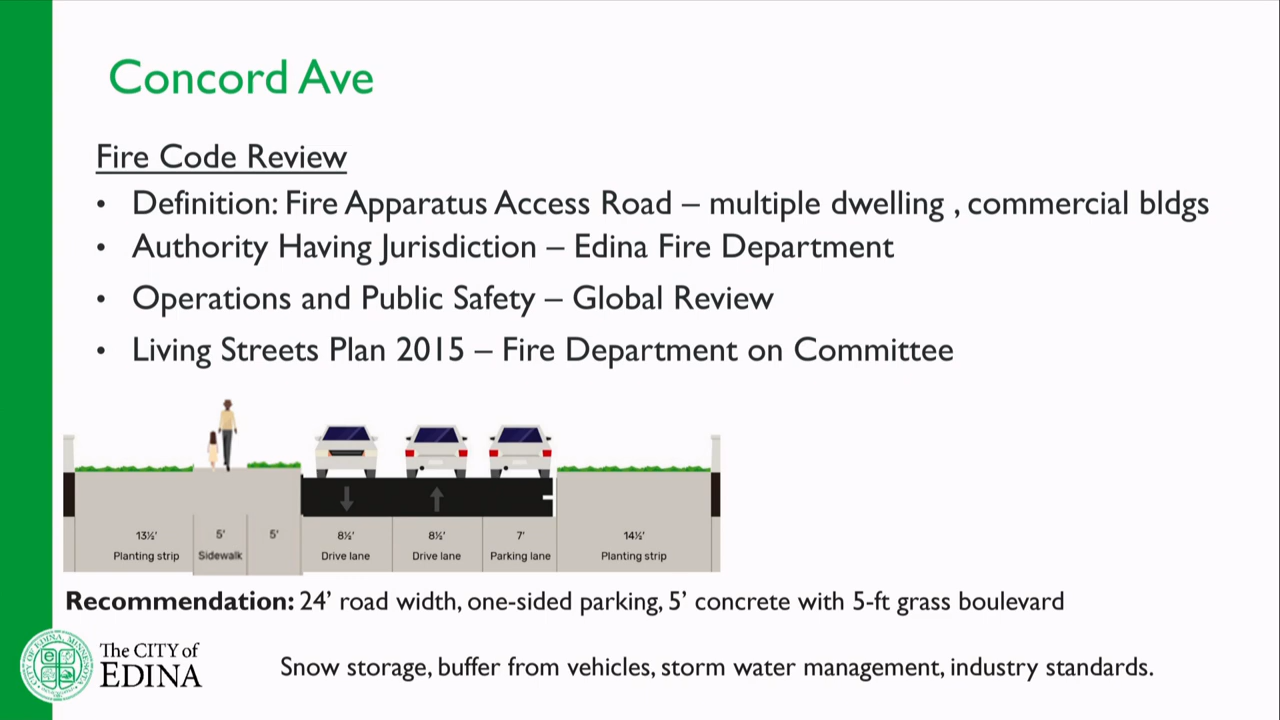 Concord Ave
Fire Code Review
• Definition: Fire Apparatus Access Road – multiple dwelling , commercial bldgs
• Authority Having Jurisdiction – Edina Fire Department
• Operations and Public Safety – Global Review
• Living Streets Plan 2015 – Fire Department on Committee
13½' 5' 5' 8½' 8½' 7' 14½'
Planting strip Sidewalk Drive lane Drive lane Parking lane Planting strip
Recommendation: 24' road width, one-sided parking, 5' concrete with 5-ft grass boulevard
The CITY of
EDINA
Snow storage, buffer from vehicles, storm water management, industry standards.